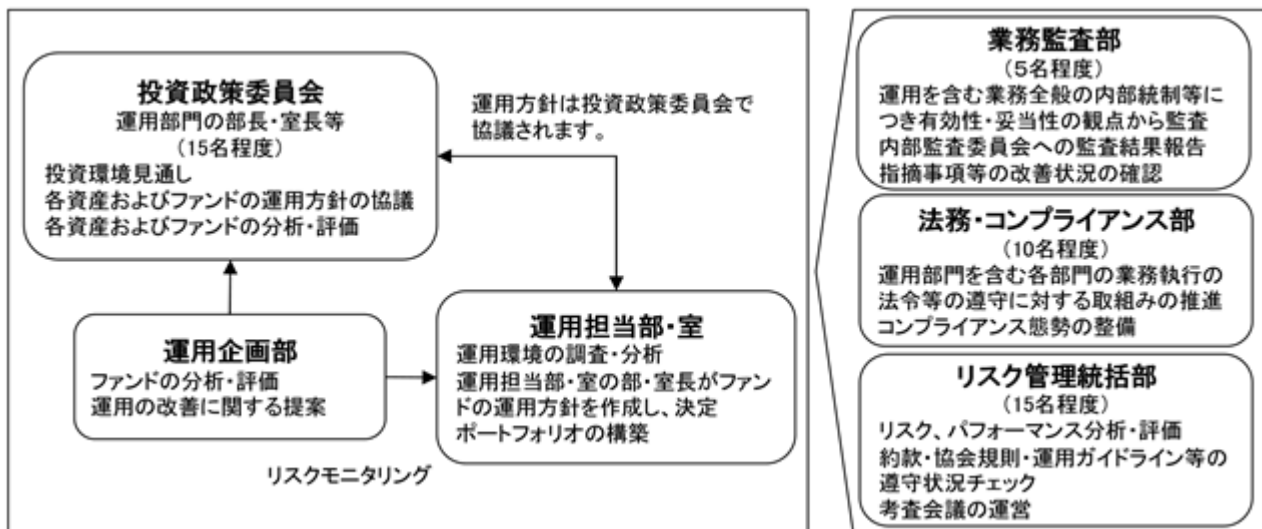 投資政策委員会
運用部門の部長・室長等
(15名程度)
投資環境見通し
各資産およびファンドの運用方針の協議
各資産およびファンドの分析・評価
運用方針は投資政策委員会で
協議されます。
運用企画部
ファンドの分析・評価
運用の改善に関する提案
運用担当部・室
運用環境の調査・分析
運用担当部・室の部・室長がファン
ドの運用方針を作成し、決定
ポートフォリオの構築
リスクモニタリング
業務監査部
(5名程度)
運用を含む業務全般の内部統制等に
つき有効性・妥当性の観点から監査
内部監査委員会への監査結果報告
指摘事項等の改善状況の確認
法務・コンプライアンス部
(10名程度)
運用部門を含む各部門の業務執行の
法令等の遵守に対する取組みの推進
コンプライアンス態勢の整備
リスク管理統括部
(15名程度)
リスク、パフォーマンス分析・評価
約款・協会規則・運用ガイドライン等の
遵守状況チェック
考査会議の運営